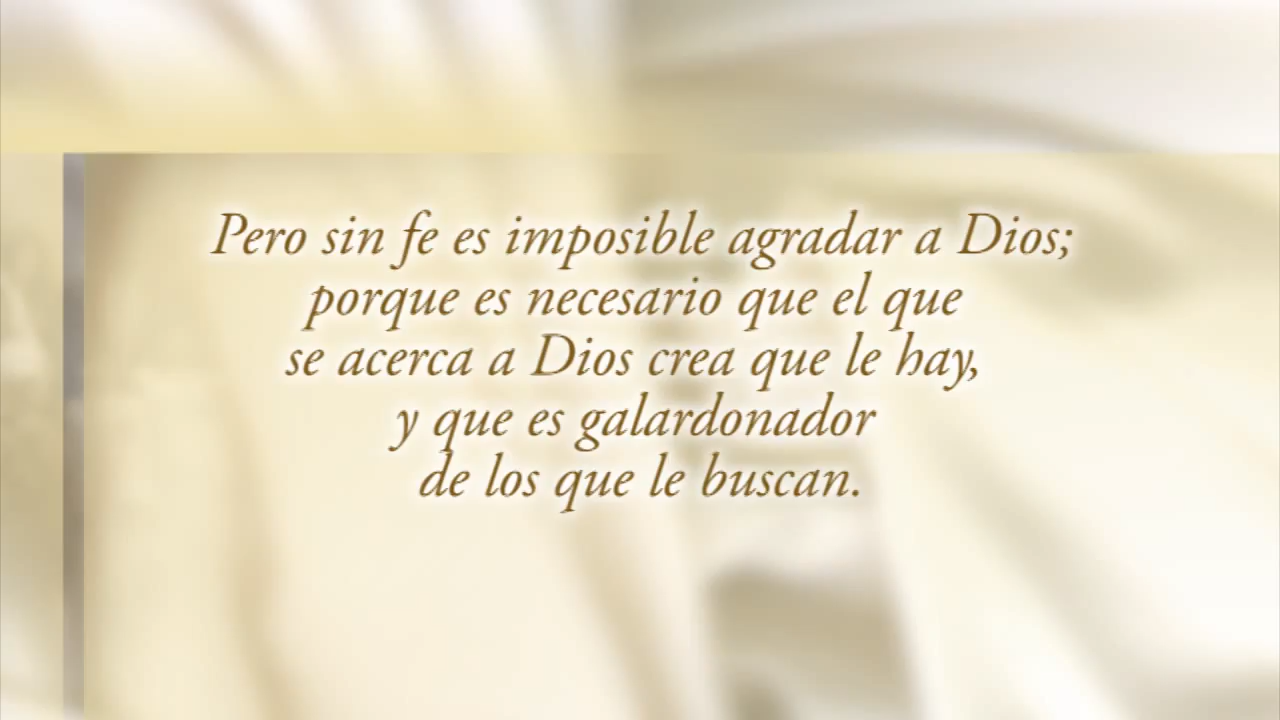 Pero sin fe es imposible agradar a Dios;
porque es necesario que el que
se acerca a Dios crea que le hay,
y que es galardonador
de los que le buscan.